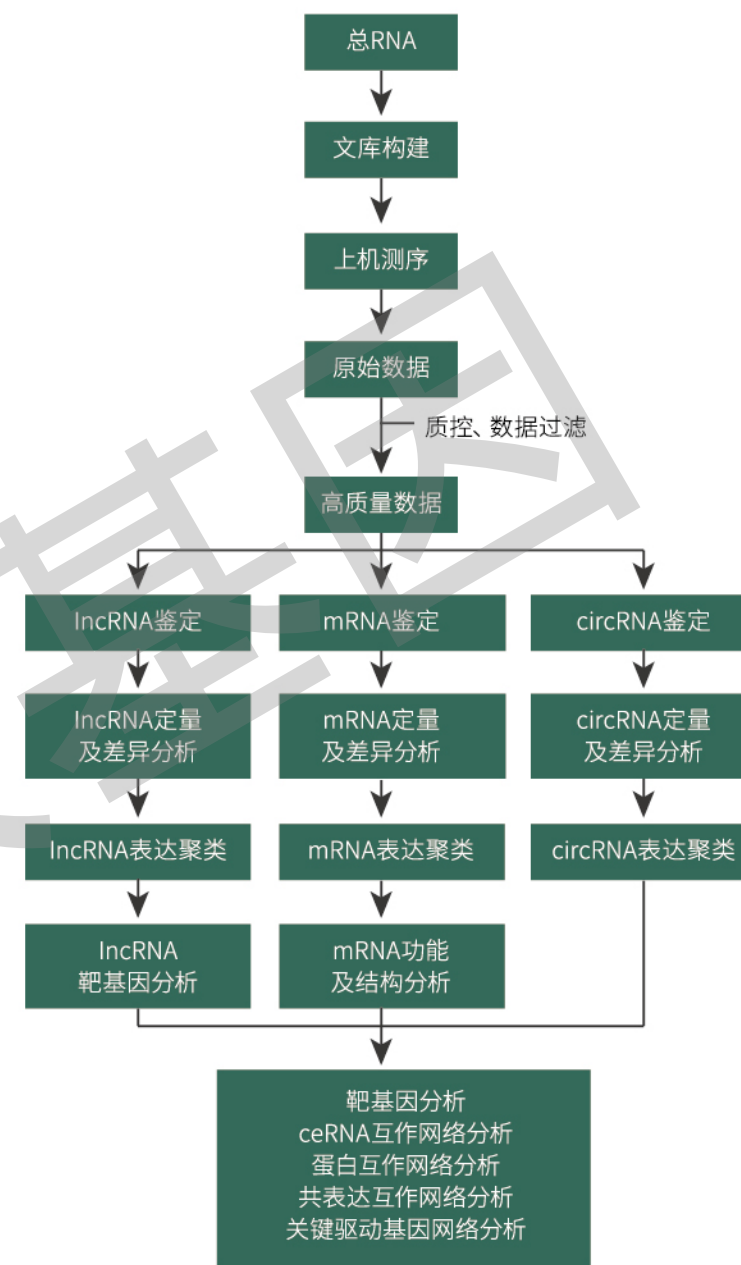 总RNA
文库构建
上机测序
原始数据
质控、数据过滤
高质量数据
lncRNA鉴定
mRNA鉴定
circRNA鉴定
lncRNA定量
及差异分析
mRNA定量
及差异分析
circRNA定量
及差异分析
lncRNA表达聚类
mRNA表达聚类
circRNA表达聚类
lncRNA
靶基因分析
mRNA功能
及结构分析
靶基因分析
ceRNA互作网络分析
蛋白互作网络分析
共表达互作网络分析
关键驱动基因网络分析
基因